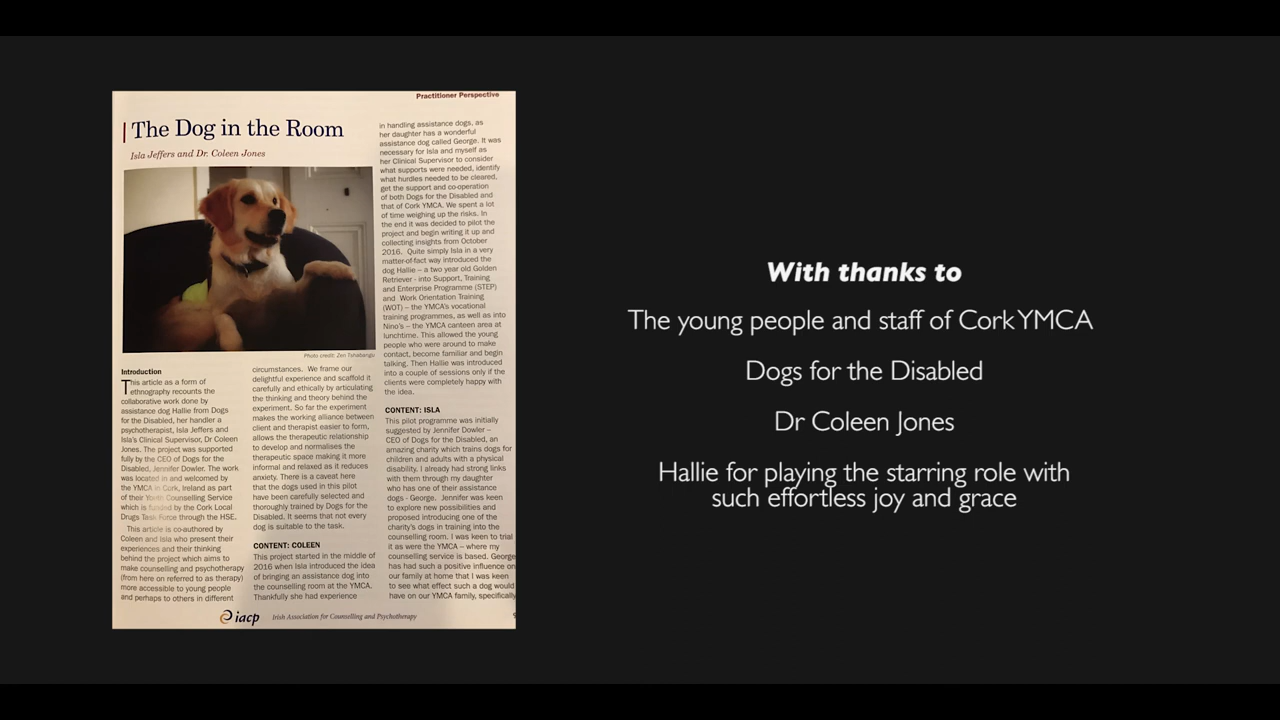 Practitioner Perspective
The Dog in the Room
Isla Jeffers and Dr. Coleen Jones
Photo credit: Zen Tshabangu
Introduction
This article as a form of
ethnography recounts the
collaborative work done by
assistance dog Hallie from Dogs
for the Disabled, her handler a
psychotherapist, Isla Jeffers and
Isla's Clinical Supervisor, Dr Coleen
Jones. The project was supported
fully by the CEO of Dogs for the
Disabled, Jennifer Dowler. The work
was located in and welcomed by
the YMCA in Cork, Ireland as part
of their Youth Counselling Service
which is funded by the Cork Local
Drugs Task Force through the HSE.
This article is co-authored by
Coleen and Isla who present their
experiences and their thinking
behind the project which aims to
make counselling and psychotherapy
(from here on referred to as therapy)
more accessible to young people
and perhaps to others in different
circumstances. We frame our
delightful experience and scaffold it
carefully and ethically by articulating
the thinking and theory behind the
experiment. So far the experiment
makes the working alliance between
client and therapist easier to form,
allows the therapeutic relationship
to develop and normalises the
therapeutic space making it more
informal and relaxed as it reduces
anxiety. There is a caveat here
that the dogs used in this pilot
have been carefully selected and
thoroughly trained by Dogs for the
Disabled. It seems that not every
dog is suitable to the task.
CONTENT: COLEEN
This project started in the middle of
2016 when Isla introduced the idea
of bringing an assistance dog into
the counselling room at the YMCA.
Thankfully she had experience
in handling assistance dogs, as
her daughter has a wonderful
assistance dog called George. It was
necessary for Isla and myself as
her Clinical Supervisor to consider
what supports were needed, identify
what hurdles needed to be cleared,
get the support and co-operation
of both Dogs for the Disabled and
that of Cork YMCA. We spent a lot
of time weighing up the risks. In
the end it was decided to pilot the
project and begin writing it up and
collecting insights from October
2016. Quite simply Isla in a very
matter-of-fact way introduced the
dog Hallie – a two year old Golden
Retriever - into Support, Training
and Enterprise Programme (STEP)
and Work Orientation Training
(WOT) – the YMCA's vocational
training programmes, as well as into
Nino's – the YMCA canteen area at
lunchtime. This allowed the young
people who were around to make
contact, become familiar and begin
talking. Then Hallie was introduced
into a couple of sessions only if the
clients were completely happy with
the idea.
CONTENT: ISLA
This pilot programme was initially
suggested by Jennifer Dowler –
CEO of Dogs for the Disabled, an
amazing charity which trains dogs for
children and adults with a physical
disability. I already had strong links
with them through my daughter
who has one of their assistance
dogs - George. Jennifer was keen
to explore new possibilities and
proposed introducing one of the
charity's dogs in training into the
counselling room. I was keen to trial
it as were the YMCA – where my
counselling service is based. George
has had such a positive influence on
our family at home that I was keen
to see what effect such a dog would
have on our YMCA family, specifically
iacp Irish Association for Counselling and Psychotherapy
With thanks to
The young people and staff of Cork YMCA
Dogs for the Disabled
Dr Coleen Jones
Hallie for playing the starring role with
such effortless joy and grace